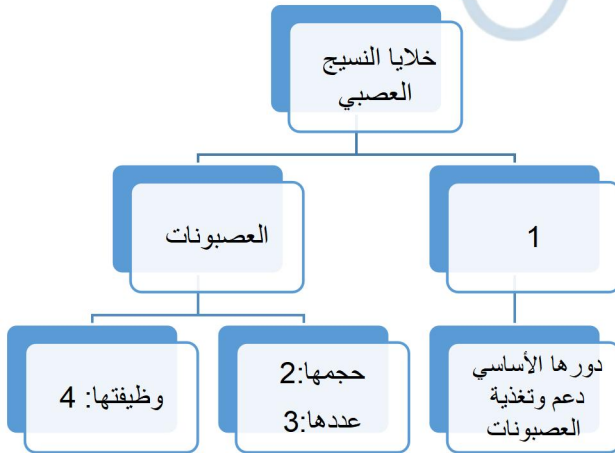 خلايا النسيج
العصبي
1
العصبونات
دورها الأساسي
دعم وتغذية
العصبونات
حجمها:2
عددها:3
وظيفتها: 4